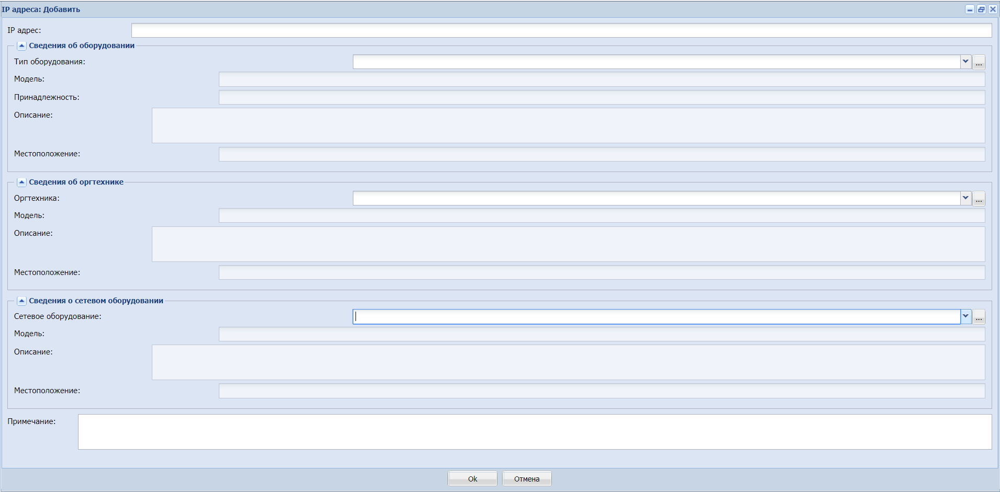 IP адреса: Добавить
IP адрес:
Сведения об оборудовании
Тип оборудования:
...
Модель:
Принадлежность:
Описание:
Местоположение:
Сведения об оргтехнике
Оргтехника:
...
Модель:
Описание:
Местоположение:
Сведения о сетевом оборудовании
Сетевое оборудование:
...
Модель:
Описание:
Местоположение:
Примечание:
Ok Отмена